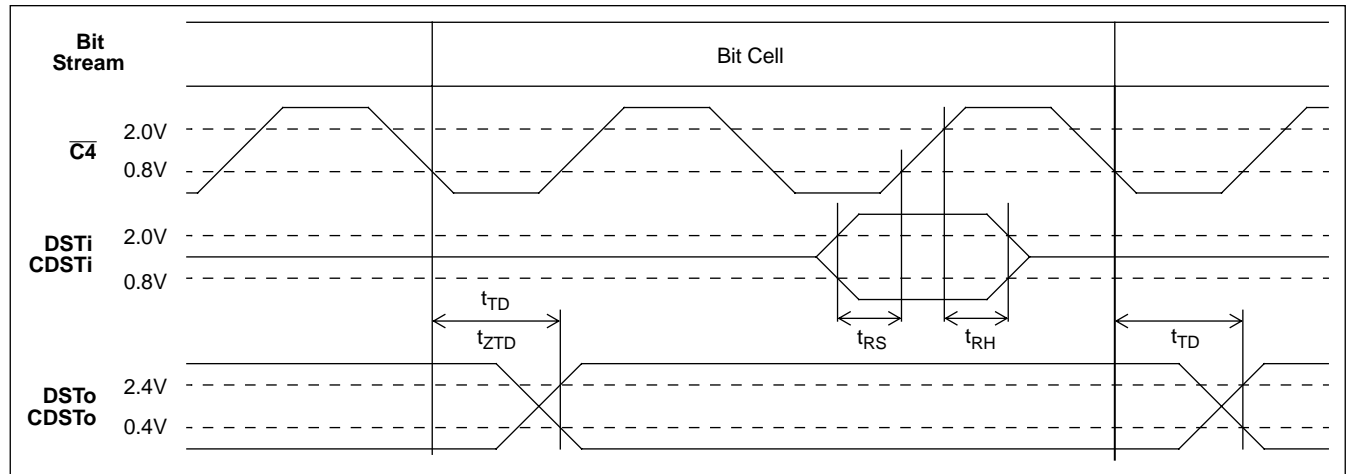 Bit
Stream
Bit Cell
C4
2.0V
0.8V
DSTi
CDSTi
2.0V
0.8V
tTD
tZTD
tRS
tRH
tTD
DSTo
CDSTo
2.4V
0.4V